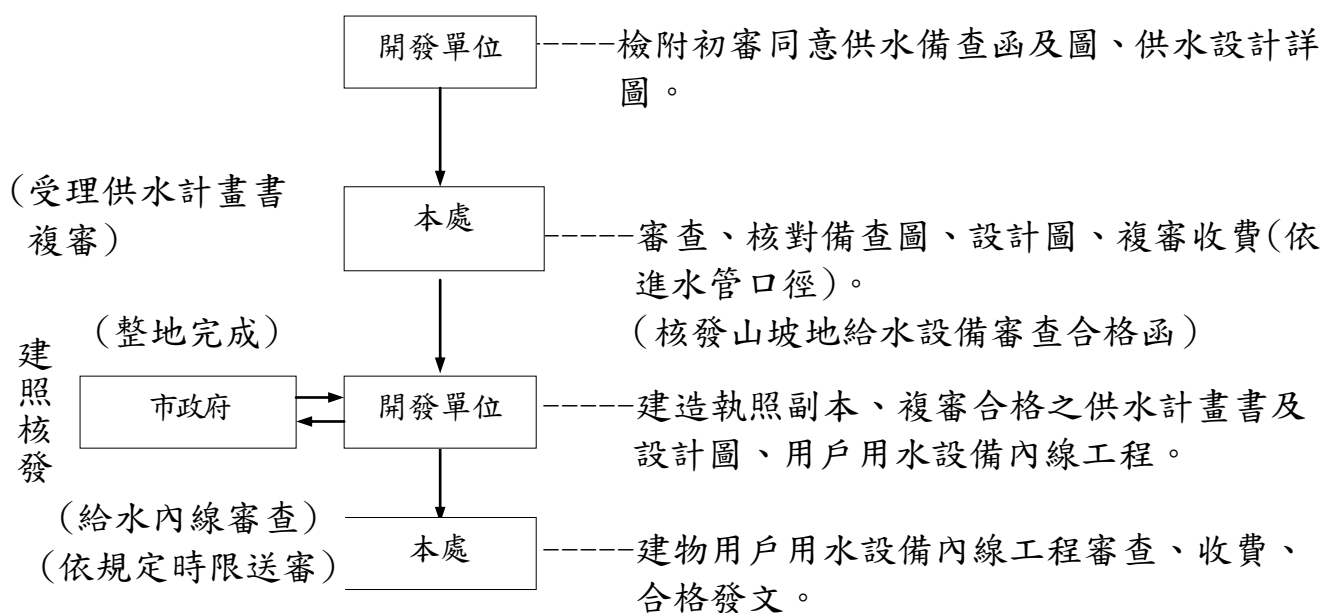 開發單位
-----檢附初審同意供水備查函及圖、供水設計詳
圖。
(受理供水計畫書
複審)
本處
-----審查、核對備查圖、設計圖、複審收費(依
進水管口徑)。
(核發山坡地給水設備審查合格函)
(整地完成)
建照核發
市政府
開發單位
-----建造執照副本、複審合格之供水計畫書及
設計圖、用戶用水設備內線工程。
(給水內線審查)
(依規定時限送審)
本處
-----建物用戶用水設備內線工程審查、收費、
合格發文。